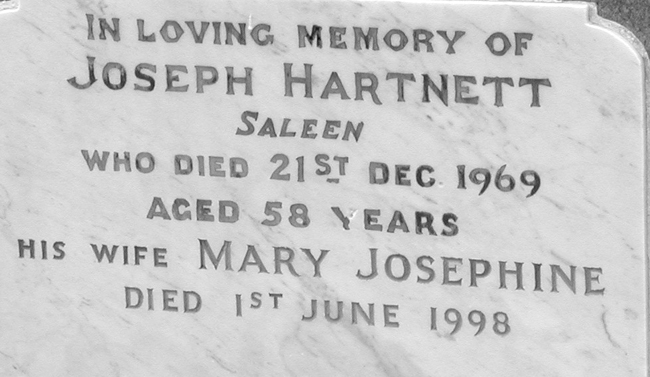 IN LOVING MEMORY OF
JOSEPH HARTNETT
SALEEN
WHO DIED 21ST DEC. 1969
AGED 58 YEARS
HIS WIFE MARY JOSEPHINE
DIED 1ST JUNE 1998